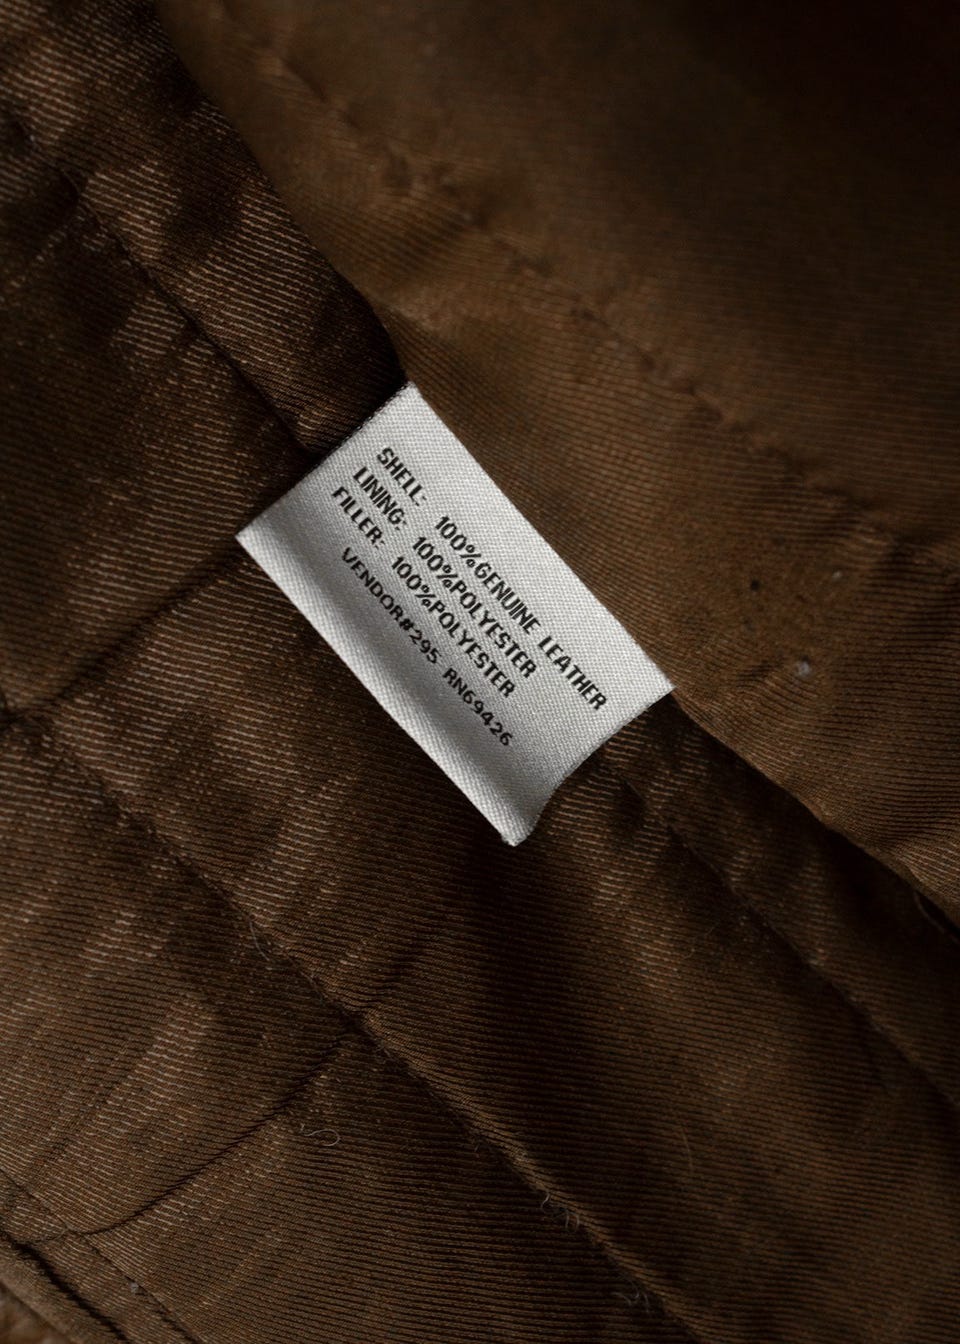 SHELL: 100%GENUINE LEATHER
LINING: 100%POLYESTER
FILLER: 100%POLYESTER
VENDOR#295 RN69426